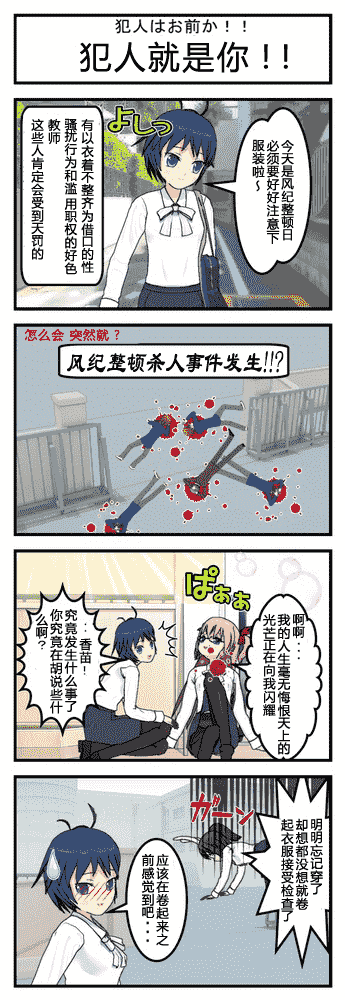 犯人はお前か！！
犯人就是你!!
今天是风纪整顿日
必须要好好注意下
服装啦~
よしっ
有以衣着不整齐为借口的性
骚扰行为和滥用职权的好色
教师
这些人肯定会受到天罚的
怎么会 突然就？
风纪整顿杀人事件发生!!?
啊啊...
我的人生毫无悔恨天上的
光芒正在向我闪耀
ぱぁぁ
..香苗!
究竟发生什么事了
你究竟在胡说些什
么啊?
明明忘记穿了
却想都没想就卷
起衣服接受检查了
ガーン
应该在卷起来之
前感觉到吧...